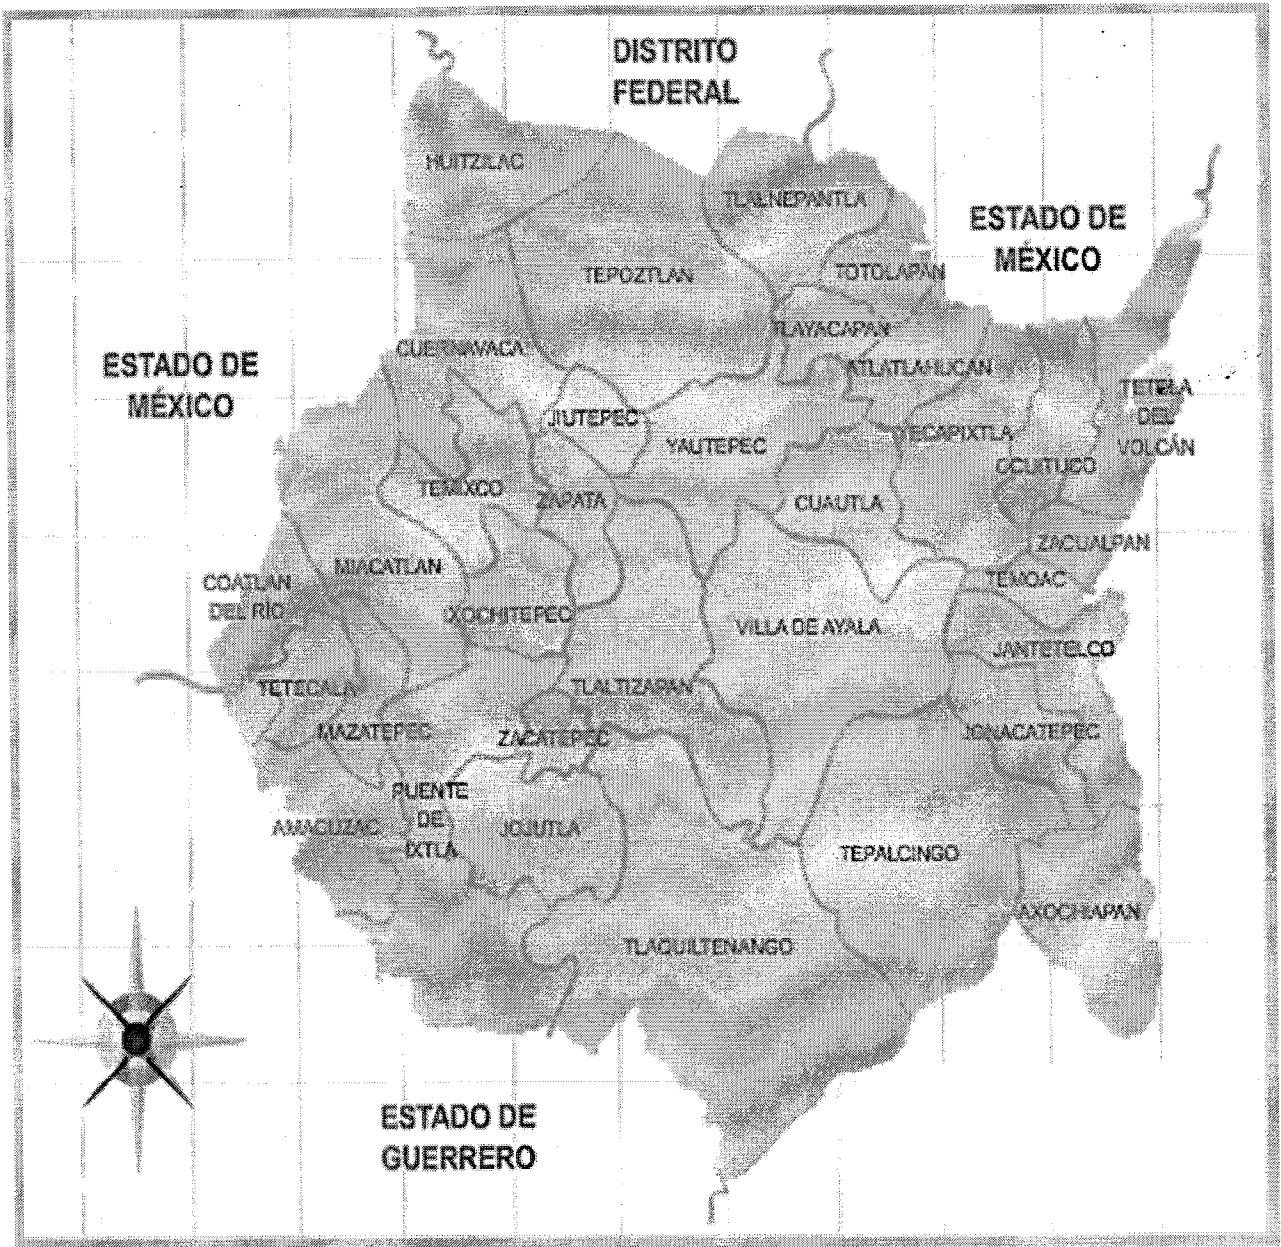 DISTRITO
FEDERAL
HUITZILAC
TLALNEPANTLA
ESTADO DE
MÉXICO
TEPOZTLAN
TOTOLAPAN
TLAYACAPAN
CUERNAVACA
ATLATLAHUCAN
ESTADO DE
MÉXICO
TETELA
DEL
VOLCÁN
JIUTEPEC
YAUTEPEC
YECAPIXTLA
OCUITUCO
TEMIXCO
ZAPATA
CUAUTLA
ZACUALPAN
MIACATLAN
TEMOAC
COATLAN
DEL RÍO
XOCHITEPEC
VILLA DE AYALA
JANTETELCO
TETECALA
TLALTIZAPAN
MAZATEPEC
ZACATEPEC
JONACATEPEC
PUENTE
DE
IXTLA
AMACUZAC
JOJUTLA
TEPALCINGO
AXOCHIAPAN
TLAQUILTENANGO
ESTADO DE
GUERRERO